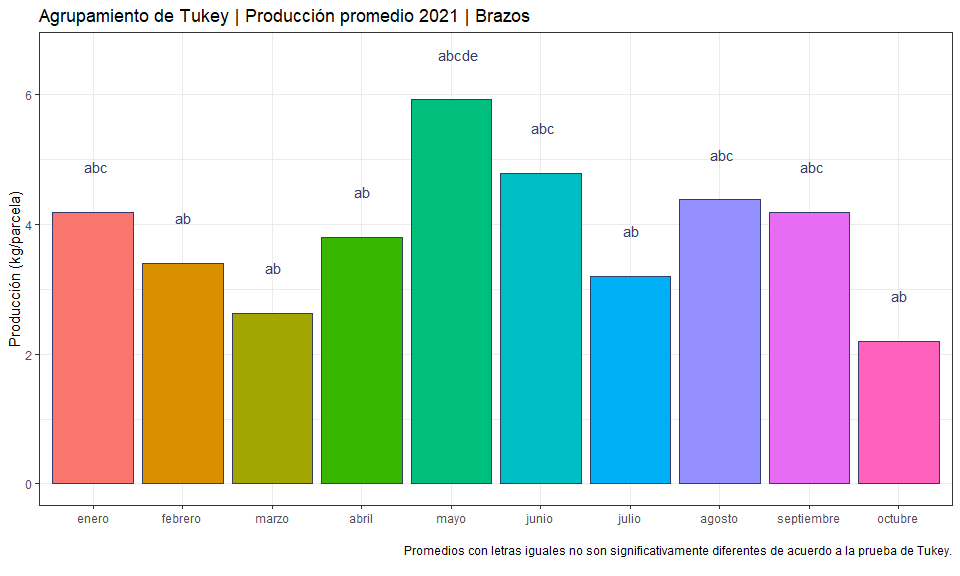 Agrupamiento de Tukey | Producción promedio 2021 | Brazos
Producción (kg/parcela)
6
4
2
0
abc
ab
ab
ab
abcde
abc
ab
abc
abc
ab
enero febrero marzo abril mayo junio julio agosto septiembre octubre
Promedios con letras iguales no son significativamente diferentes de acuerdo a la prueba de Tukey.